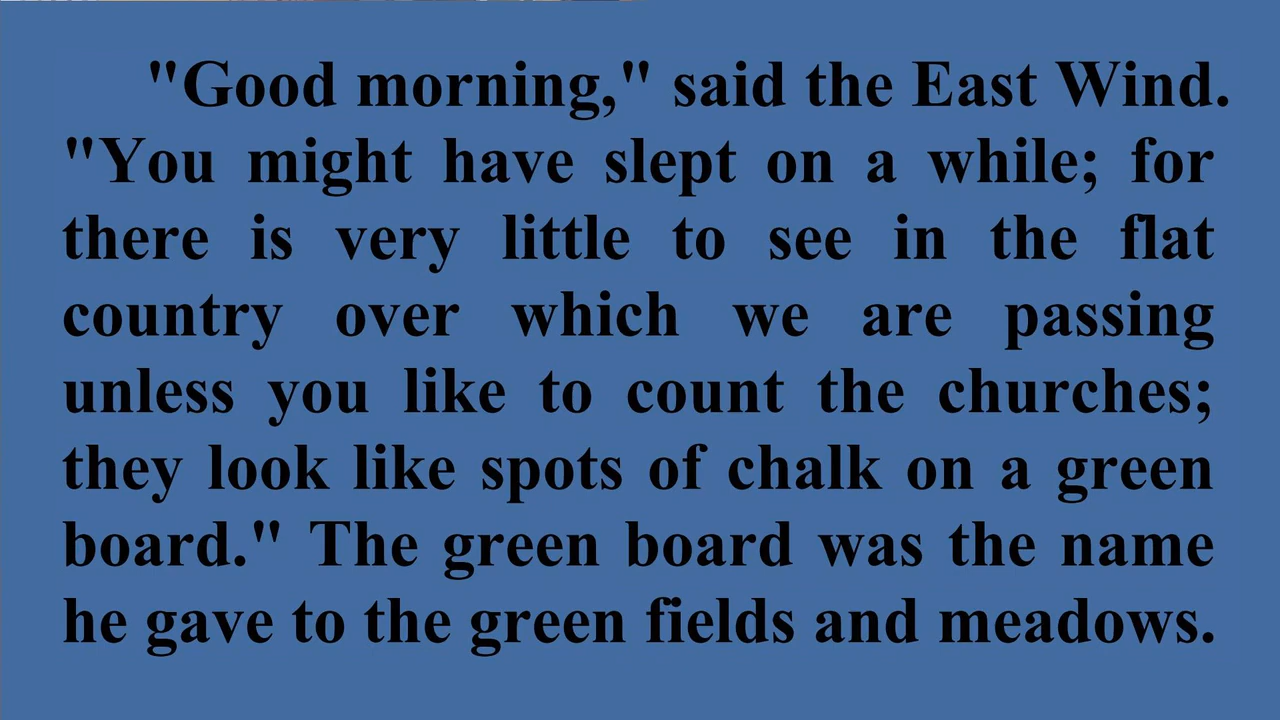 "Good morning," said the East Wind.
"You might have slept on a while; for
there is very little to see in the flat
country over which we are passing
unless you like to count the churches;
they look like spots of chalk on a green
board." The green board was the name
he gave to the green fields and meadows.